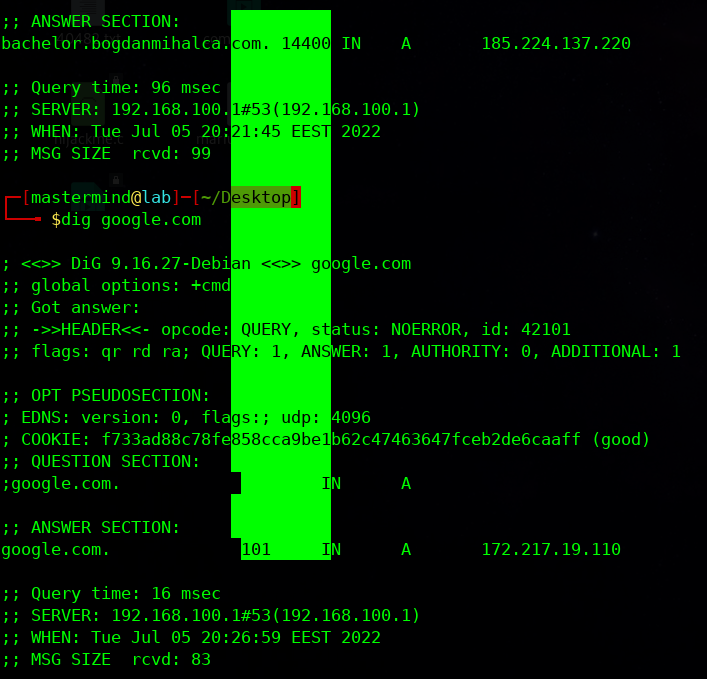 ;; ANSWER SECTION:
bachelor.bogdanmihalca.com. 14400 IN A 185.224.137.220
;; Query time: 96 msec
;; SERVER: 192.168.100.1#53(192.168.100.1)
;; WHEN: Tue Jul 05 20:21:45 EEST 2022
;; MSG SIZE rcvd: 99
┌─[mastermind@lab]─[~/Desktop]
└──╼ $dig google.com
; <<>> DiG 9.16.27-Debian <<>> google.com
;; global options: +cmd
;; Got answer:
;; ->>HEADER<<- opcode: QUERY, status: NOERROR, id: 42101
;; flags: qr rd ra; QUERY: 1, ANSWER: 1, AUTHORITY: 0, ADDITIONAL: 1
;; OPT PSEUDOSECTION:
; EDNS: version: 0, flags:; udp: 4096
; COOKIE: f733ad88c78fe858cca9be1b62c47463647fceb2de6caaff (good)
;; QUESTION SECTION:
;google.com. IN A
;; ANSWER SECTION:
google.com. 101 IN A 172.217.19.110
;; Query time: 16 msec
;; SERVER: 192.168.100.1#53(192.168.100.1)
;; WHEN: Tue Jul 05 20:26:59 EEST 2022
;; MSG SIZE rcvd: 83